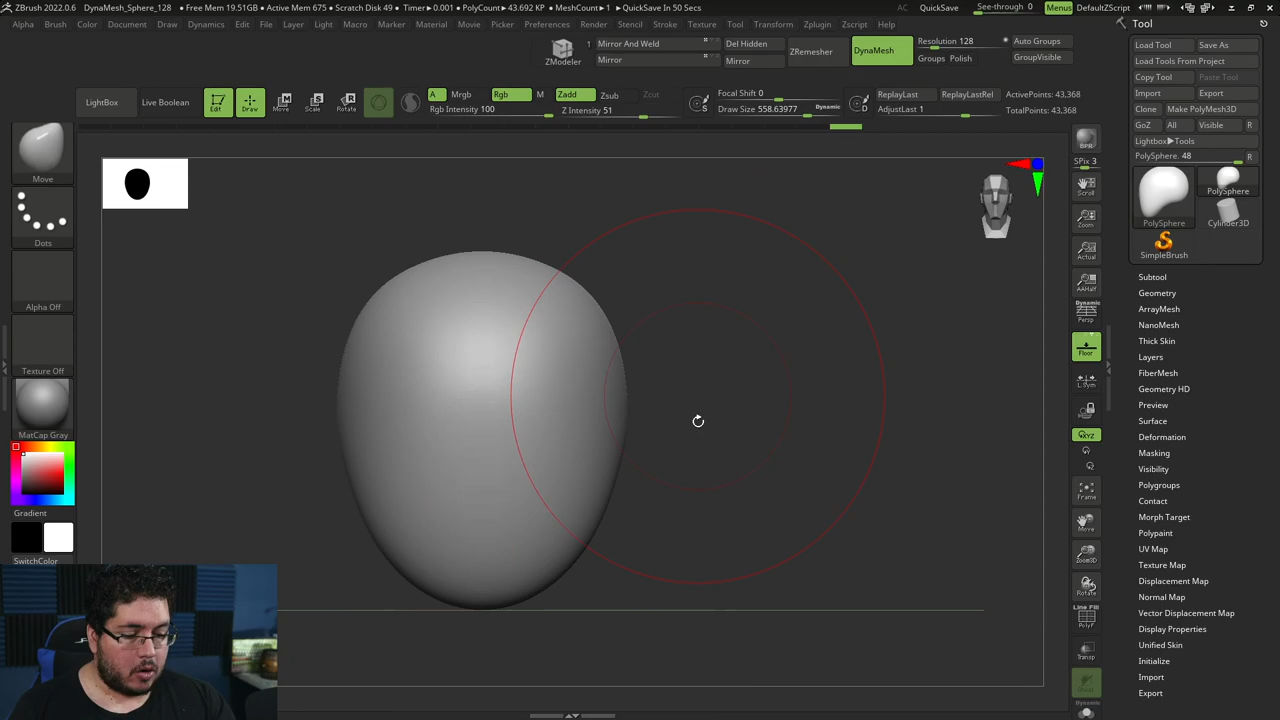 ZBrush 2022.0.6 DynaMesh_Sphere_128 • Free Mem 19.51GB • Active Mem 675 • Scratch Disk 49 • Timer▸0.001 • PolyCount▸43.692 KP • MeshCount▸1 • QuickSave In 50 Secs AC QuickSave See-through 0 Menus DefaultZScript
Alpha Brush Color Document Draw Dynamics Edit File Layer Light Macro Marker Material Movie Picker Preferences Render Stencil Stroke Texture Tool Transform Zplugin Zscript Help
Tool
Load Tool Save As
Load Tools From Project
Copy Tool Paste Tool
Import Export
Clone Make PolyMesh3D
GoZ All Visible R
Lightbox▸Tools
PolySphere. 48 R
PolySphere
PolySphere
Cylinder3D
SimpleBrush
Subtool
Geometry
ArrayMesh
NanoMesh
Thick Skin
Layers
FiberMesh
Geometry HD
Preview
Surface
Deformation
Masking
Visibility
Polygroups
Contact
Morph Target
Polypaint
UV Map
Texture Map
Displacement Map
Normal Map
Vector Displacement Map
Display Properties
Unified Skin
Initialize
Import
Export
ZModeler
1
Mirror And Weld
Mirror
Del Hidden
Mirror
ZRemesher
DynaMesh
Resolution 128
Groups Polish
Auto Groups
GroupVisible
LightBox
Live Boolean
Edit
Draw
Move
Scale
Rotate
A Mrgb Rgb M Zadd Zsub Zcut
Rgb Intensity 100
Z Intensity 51
S
Focal Shift 0
Draw Size 558.63977 Dynamic
D
ReplayLast ReplayLastRel
AdjustLast 1
ActivePoints: 43,368
TotalPoints: 43,368
Move
Dots
Alpha Off
Texture Off
MatCap Gray
Gradient
SwitchColor
BPR
SPix 3
Scroll
Zoom
Actual
AAHalf
Dynamic
Persp
Floor
L.Sym
XYZ
Frame
Move
Zoom3D
Rotate
Line Fill
PolyF
Transp
Ghost
Dynamic